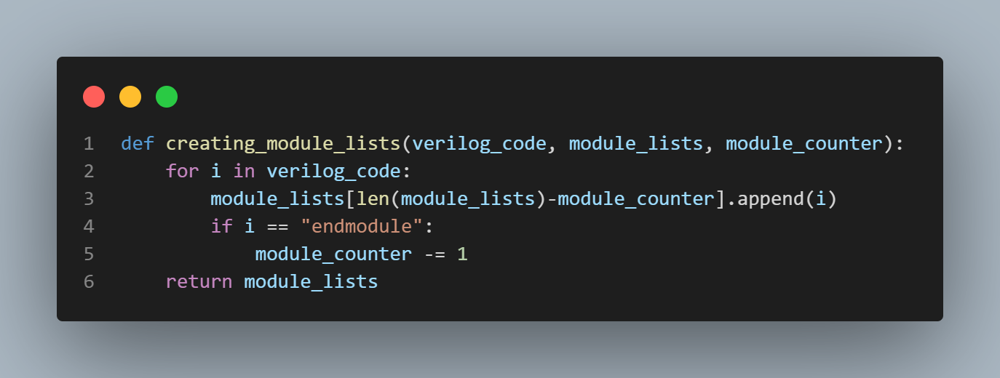 1 def creating_module_lists(verilog_code, module_lists, module_counter):
2     for i in verilog_code:
3         module_lists[len(module_lists)-module_counter].append(i)
4         if i == "endmodule":
5             module_counter -= 1
6     return module_lists